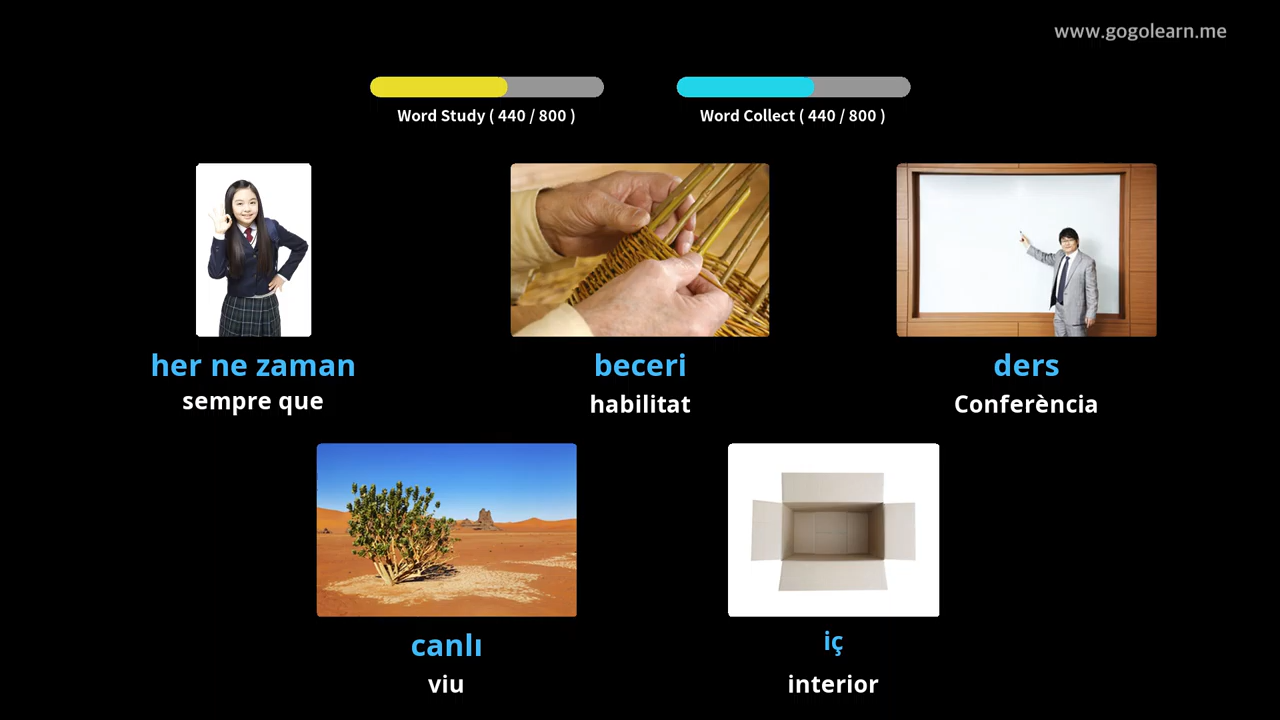 www.gogolearn.me
Word Study ( 440 / 800 )
Word Collect ( 440 / 800 )
her ne zaman
sempre que
beceri
habilitat
ders
Conferència
canlı
viu
iç
interior